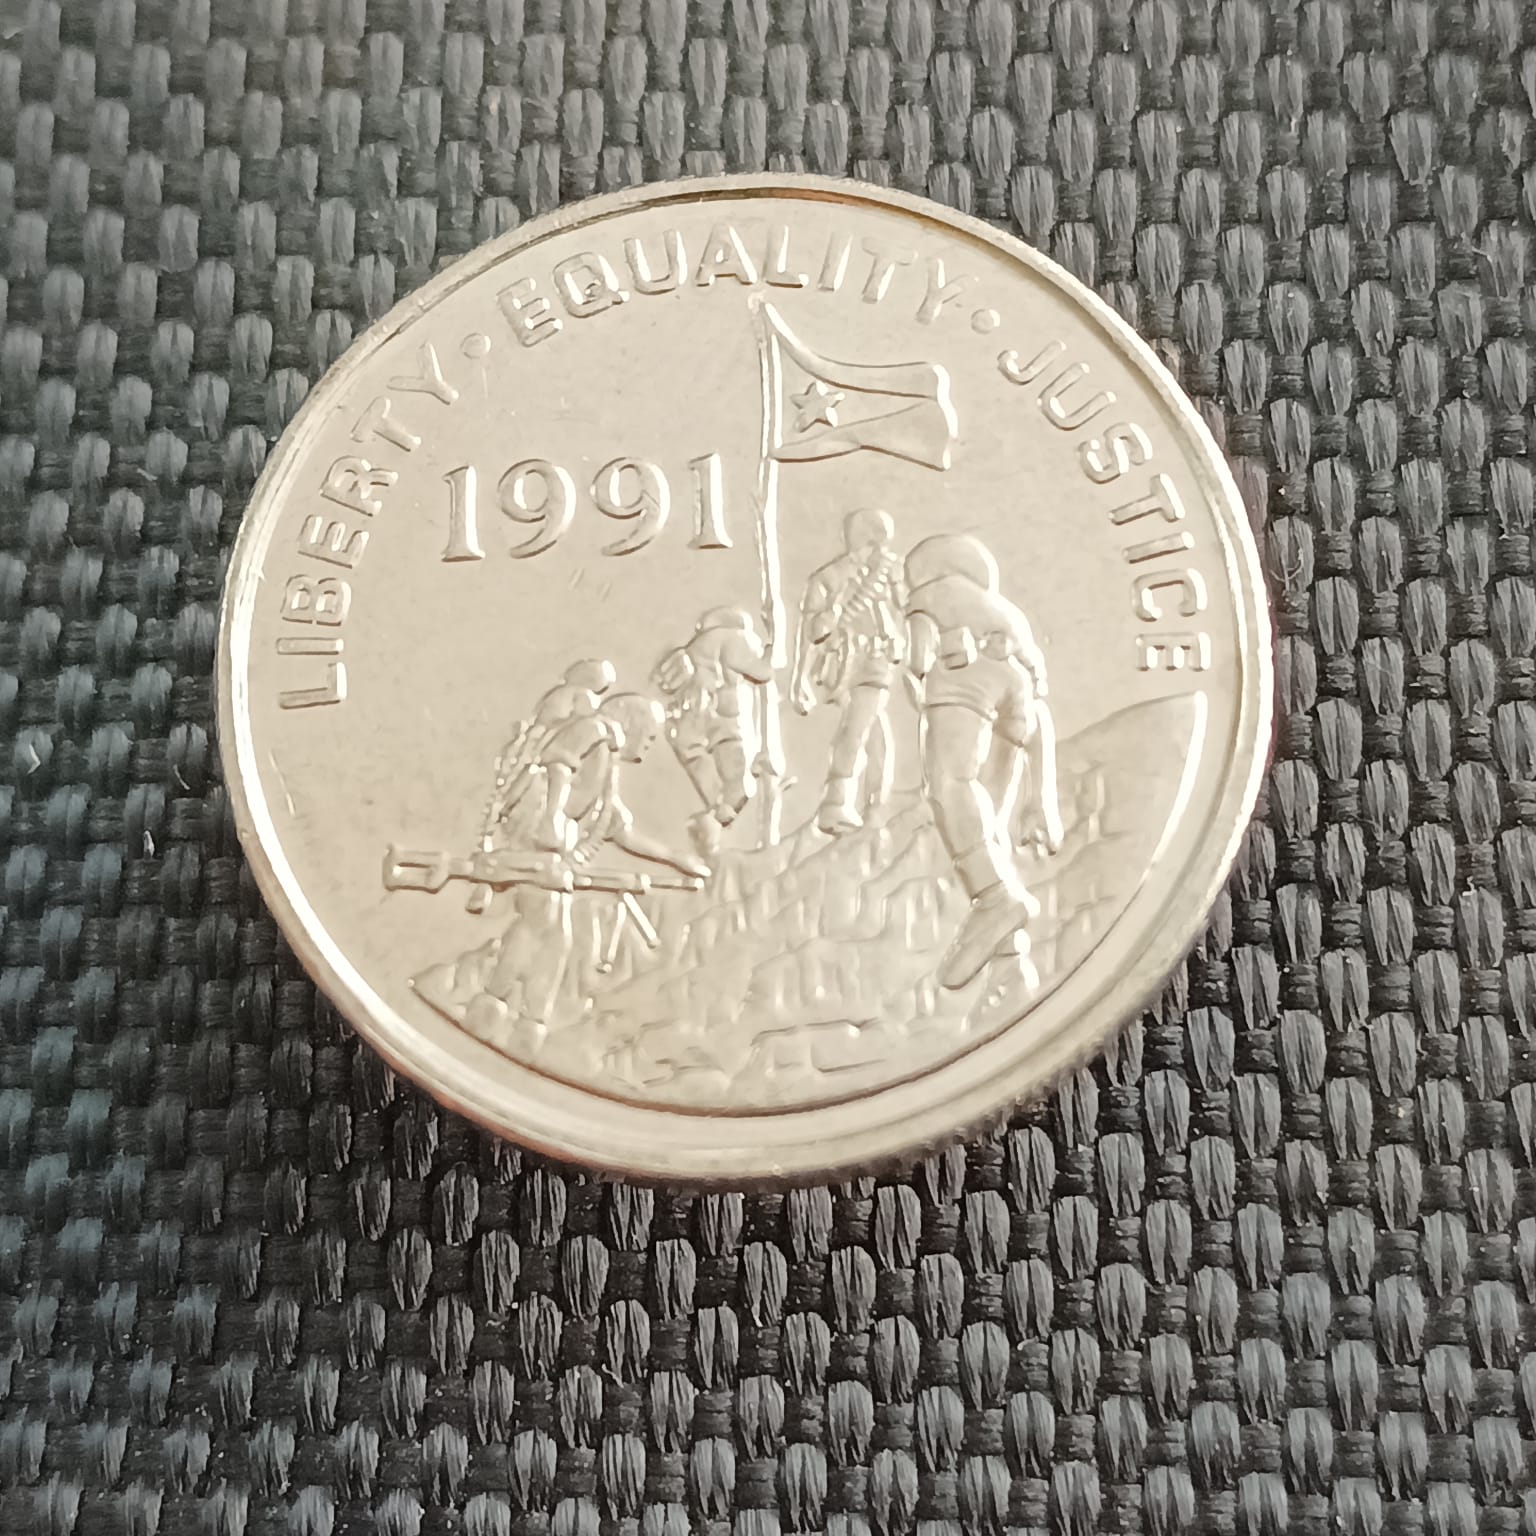 LIBERTY · EQUALITY · JUSTICE
1991